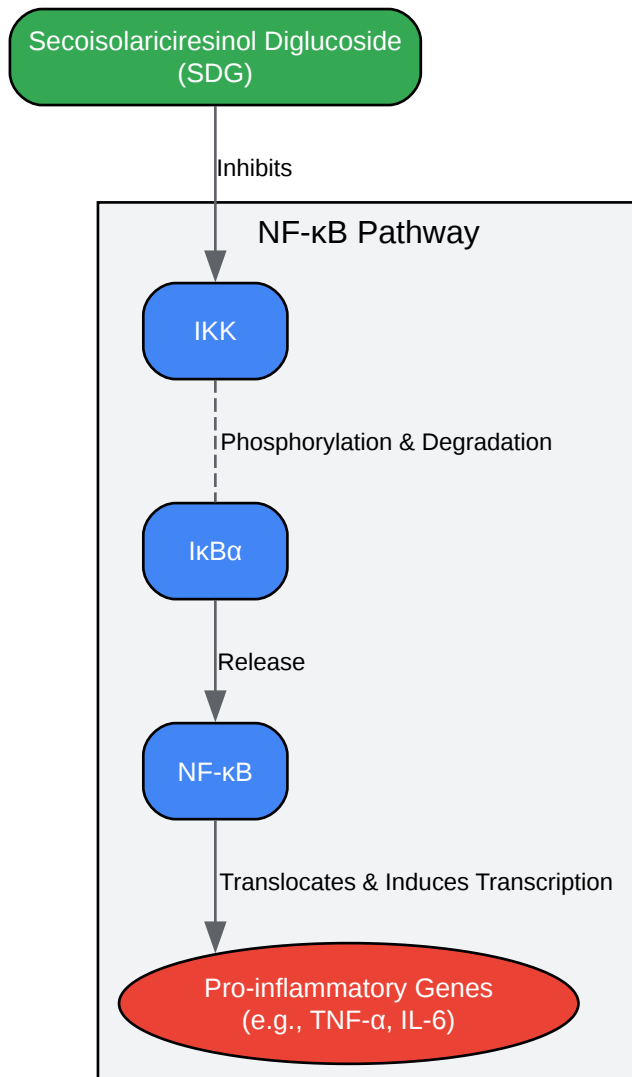 Secoisolariciresinol Diglucoside
(SDG)
Inhibits
NF-κB Pathway
IKK
Phosphorylation & Degradation
IκBα
Release
NF-κB
Translocates & Induces Transcription
Pro-inflammatory Genes
(e.g., TNF-α, IL-6)